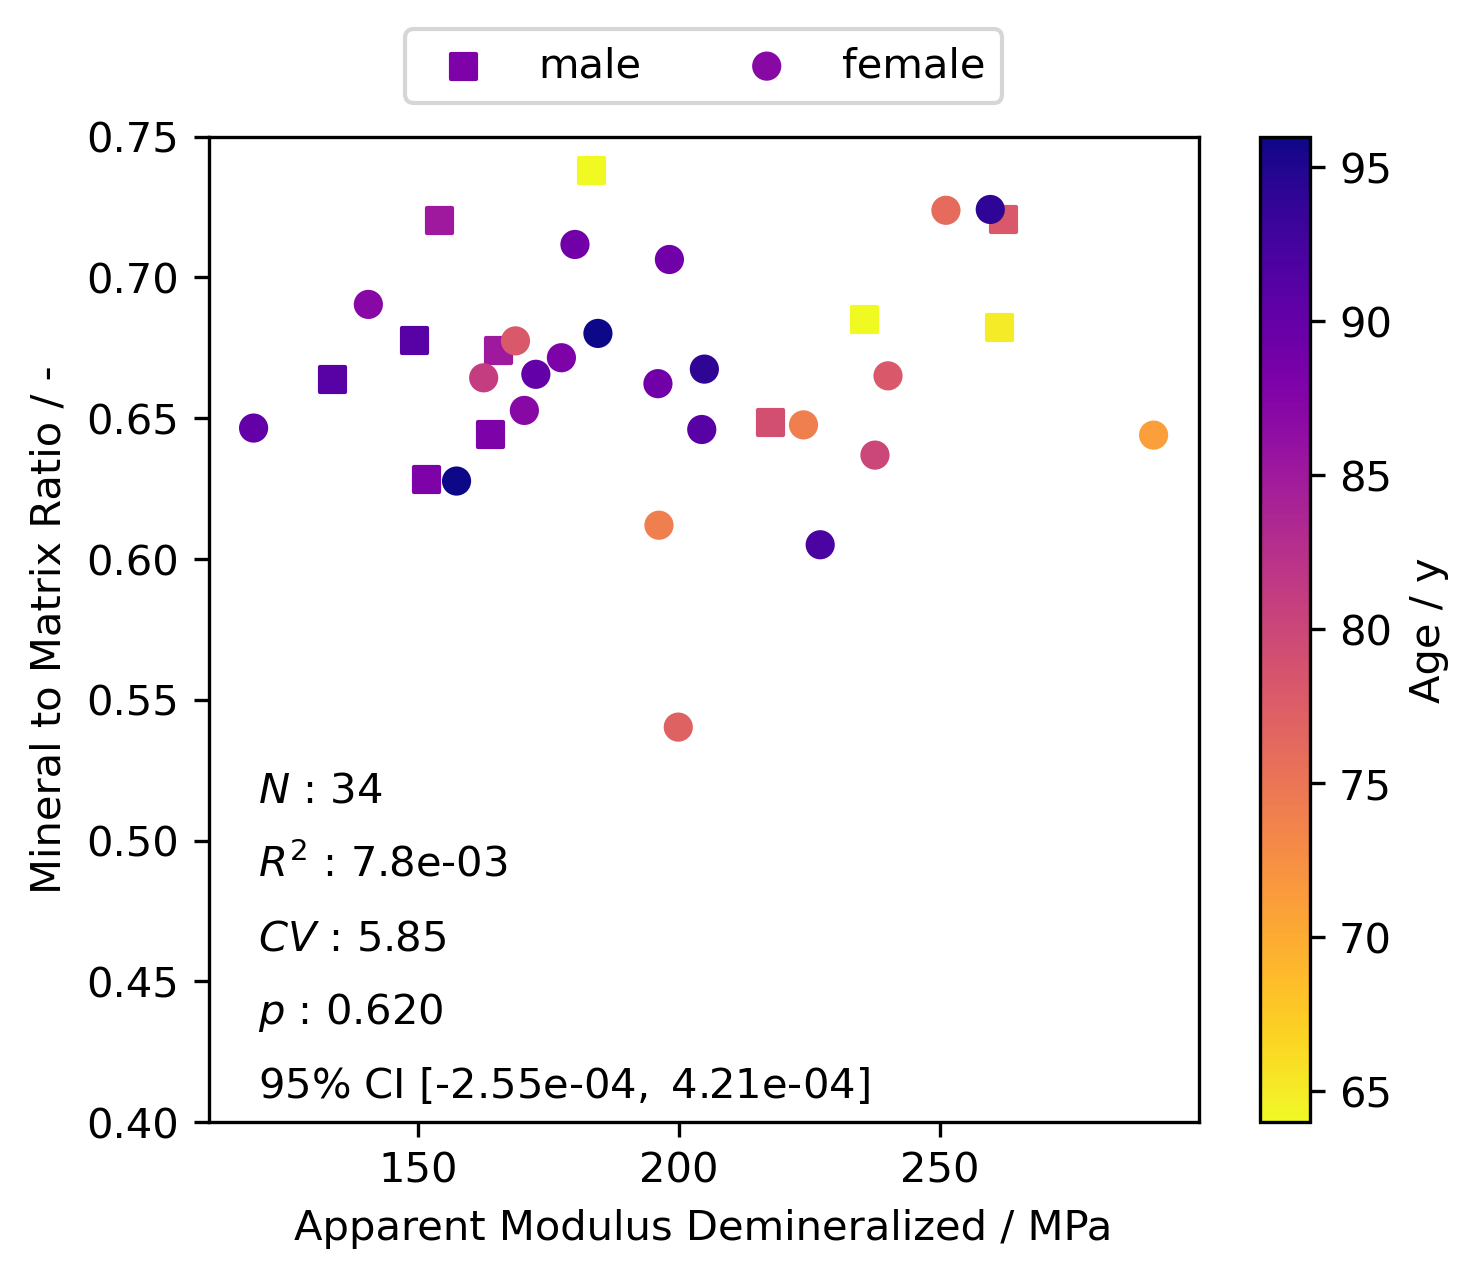 male female
0.75
0.70
0.65
0.60
0.55
0.50
0.45
0.40
Mineral to Matrix Ratio / -
N : 34
R² : 7.8e-03
CV : 5.85
p : 0.620
95% CI [-2.55e-04, 4.21e-04]
150 200 250
Apparent Modulus Demineralized / MPa
95
90
85
80
75
70
65
Age / y